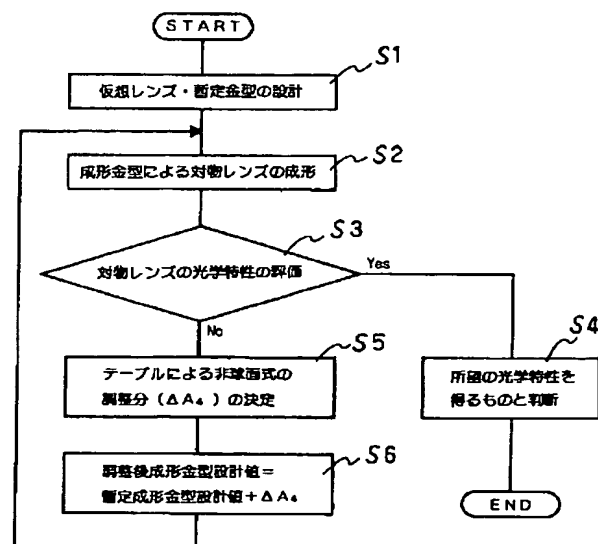 START
S1
仮想レンズ・暫定金型の設計
S2
成形金型による対物レンズの成形
S3
対物レンズの光学特性の評価
Yes
No
S4
所望の光学特性を
得るものと判断
S5
テーブルによる非球面式の
調整分（ΔA₄）の決定
S6
調整後成形金型設計値＝
暫定成形金型設計値＋ΔA₄
END